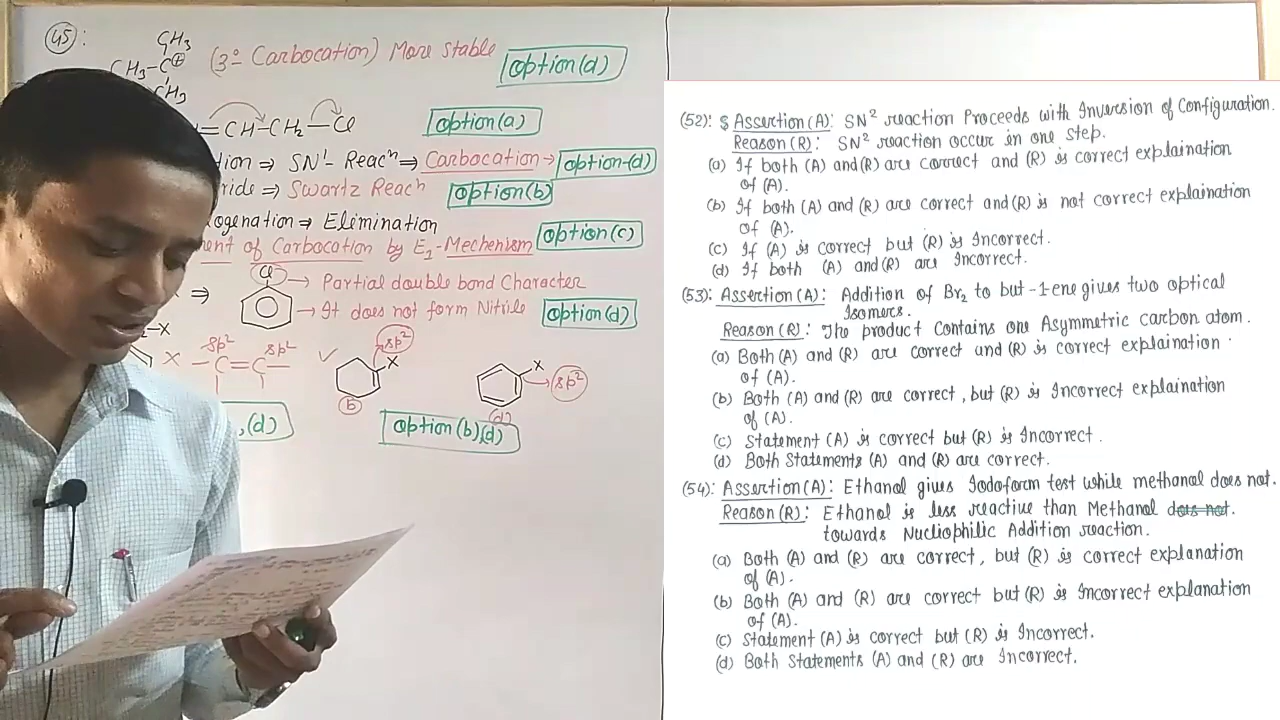 (45):
CH3
CH3-C⊕
CH3
(3° Carbocation) More Stable
Option(d)
=CH-CH2-Cl
Option(a)
tion ⇒ SN1- Reacn ⇒ Carbocation → Option-(d)
ride ⇒ Swartz Reacn
Option(b)
ogenation ⇒ Elimination
ment of Carbocation by E1-Mechenism
Option(c)
⇒ Cl → Partial double bond Character
→ It does not form Nitrile
Option(d)
-X
X -C=C- sp2 sp2
✓ X sp2 (b)
X → sp2 (d)
,(d)
Option(b)(d)
(52): $ Assertion (A): SN2 reaction Proceeds with Inversion of Configuration.
Reason (R): SN2 reaction occur in one step.
(a) If both (A) and (R) are correct and (R) is correct explaination
of (A).
(b) If both (A) and (R) are correct and (R) is not correct explaination
of (A).
(c) If (A) is correct but (R) is Incorrect.
(d) If both (A) and (R) are Incorrect.
(53): Assertion (A): Addition of Br2 to but-1-ene gives two optical
Isomers.
Reason (R): The product contains one Asymmetric carbon atom.
(a) Both (A) and (R) are correct and (R) is correct explaination
of (A).
(b) Both (A) and (R) are correct, but (R) is Incorrect explaination
of (A).
(c) Statement (A) is correct but (R) is Incorrect.
(d) Both Statements (A) and (R) are correct.
(54): Assertion (A): Ethanal gives Iodoform test while methanal does not.
Reason (R): Ethanal is less reactive than Methanal does not.
towards Nucliophilic Addition reaction.
(a) Both (A) and (R) are correct, but (R) is correct explanation
of (A).
(b) Both (A) and (R) are correct but (R) is Incorrect explanation
of (A).
(c) Statement (A) is correct but (R) is Incorrect.
(d) Both Statements (A) and (R) are Incorrect.